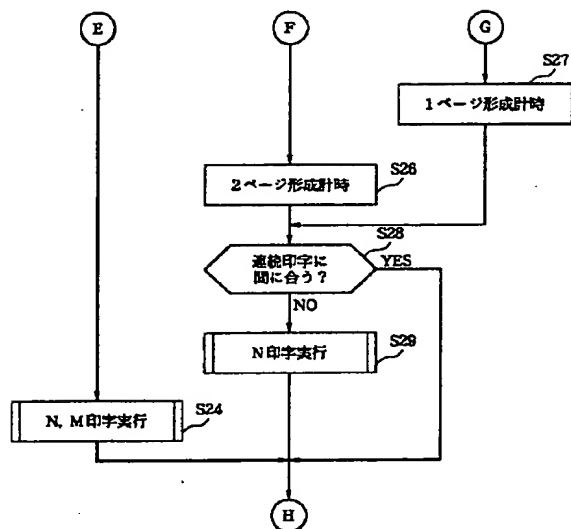 E
F
G
S27
1ページ形成計時
S26
2ページ形成計時
S28
連続印字に
間に合う?
YES
NO
S29
N印字実行
S24
N, M印字実行
H